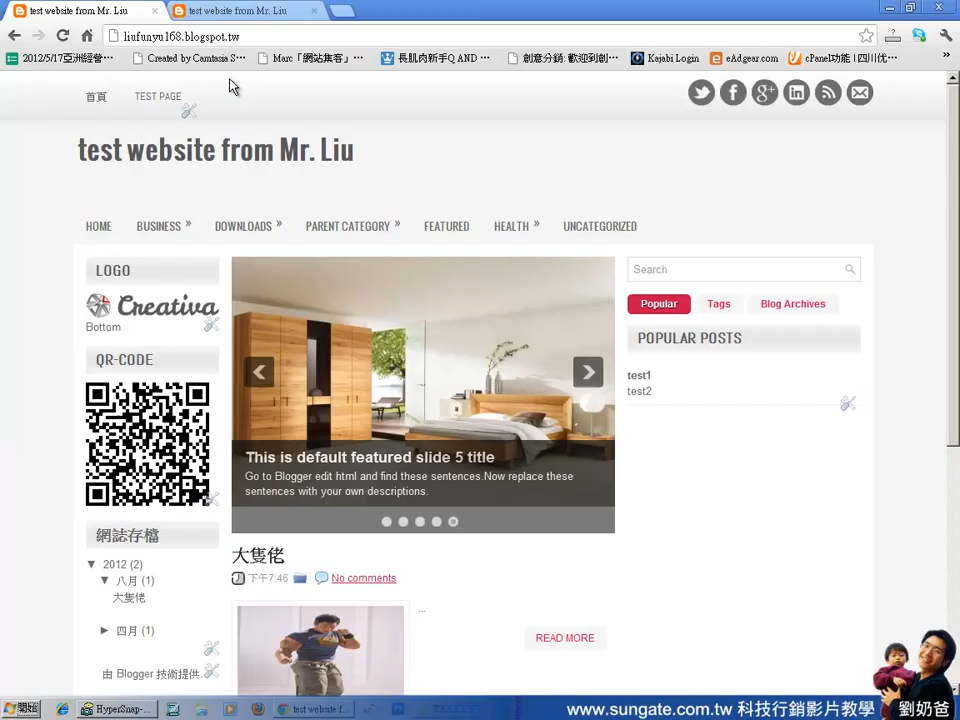 test website from Mr. Liu
test website from Mr. Liu
liufunyu168.blogspot.tw
2012/5/17亞洲經營···
Created by Camtasia S···
Marc「網站集客」···
長肌肉新手Q AND ···
創意分銷: 歡迎到創···
Kajabi Login
eAdgear.com
cPanel功能 | 四川优···
首頁
TEST PAGE
test website from Mr. Liu
HOME
BUSINESS »
DOWNLOADS »
PARENT CATEGORY »
FEATURED
HEALTH »
UNCATEGORIZED
LOGO
Creativa
Bottom
QR-CODE
網誌存檔
▼ 2012 (2)
▼ 八月 (1)
大隻佬
► 四月 (1)
由 Blogger 技術提供.
This is default featured slide 5 title
Go to Blogger edit html and find these sentences.Now replace these
sentences with your own descriptions.
大隻佬
下午7:46
No comments
...
READ MORE
Search
Popular
Tags
Blog Archives
POPULAR POSTS
test1
test2
開始
HyperSnap-...
test website f...
www.sungate.com.tw 科技行銷影片教學
劉奶爸